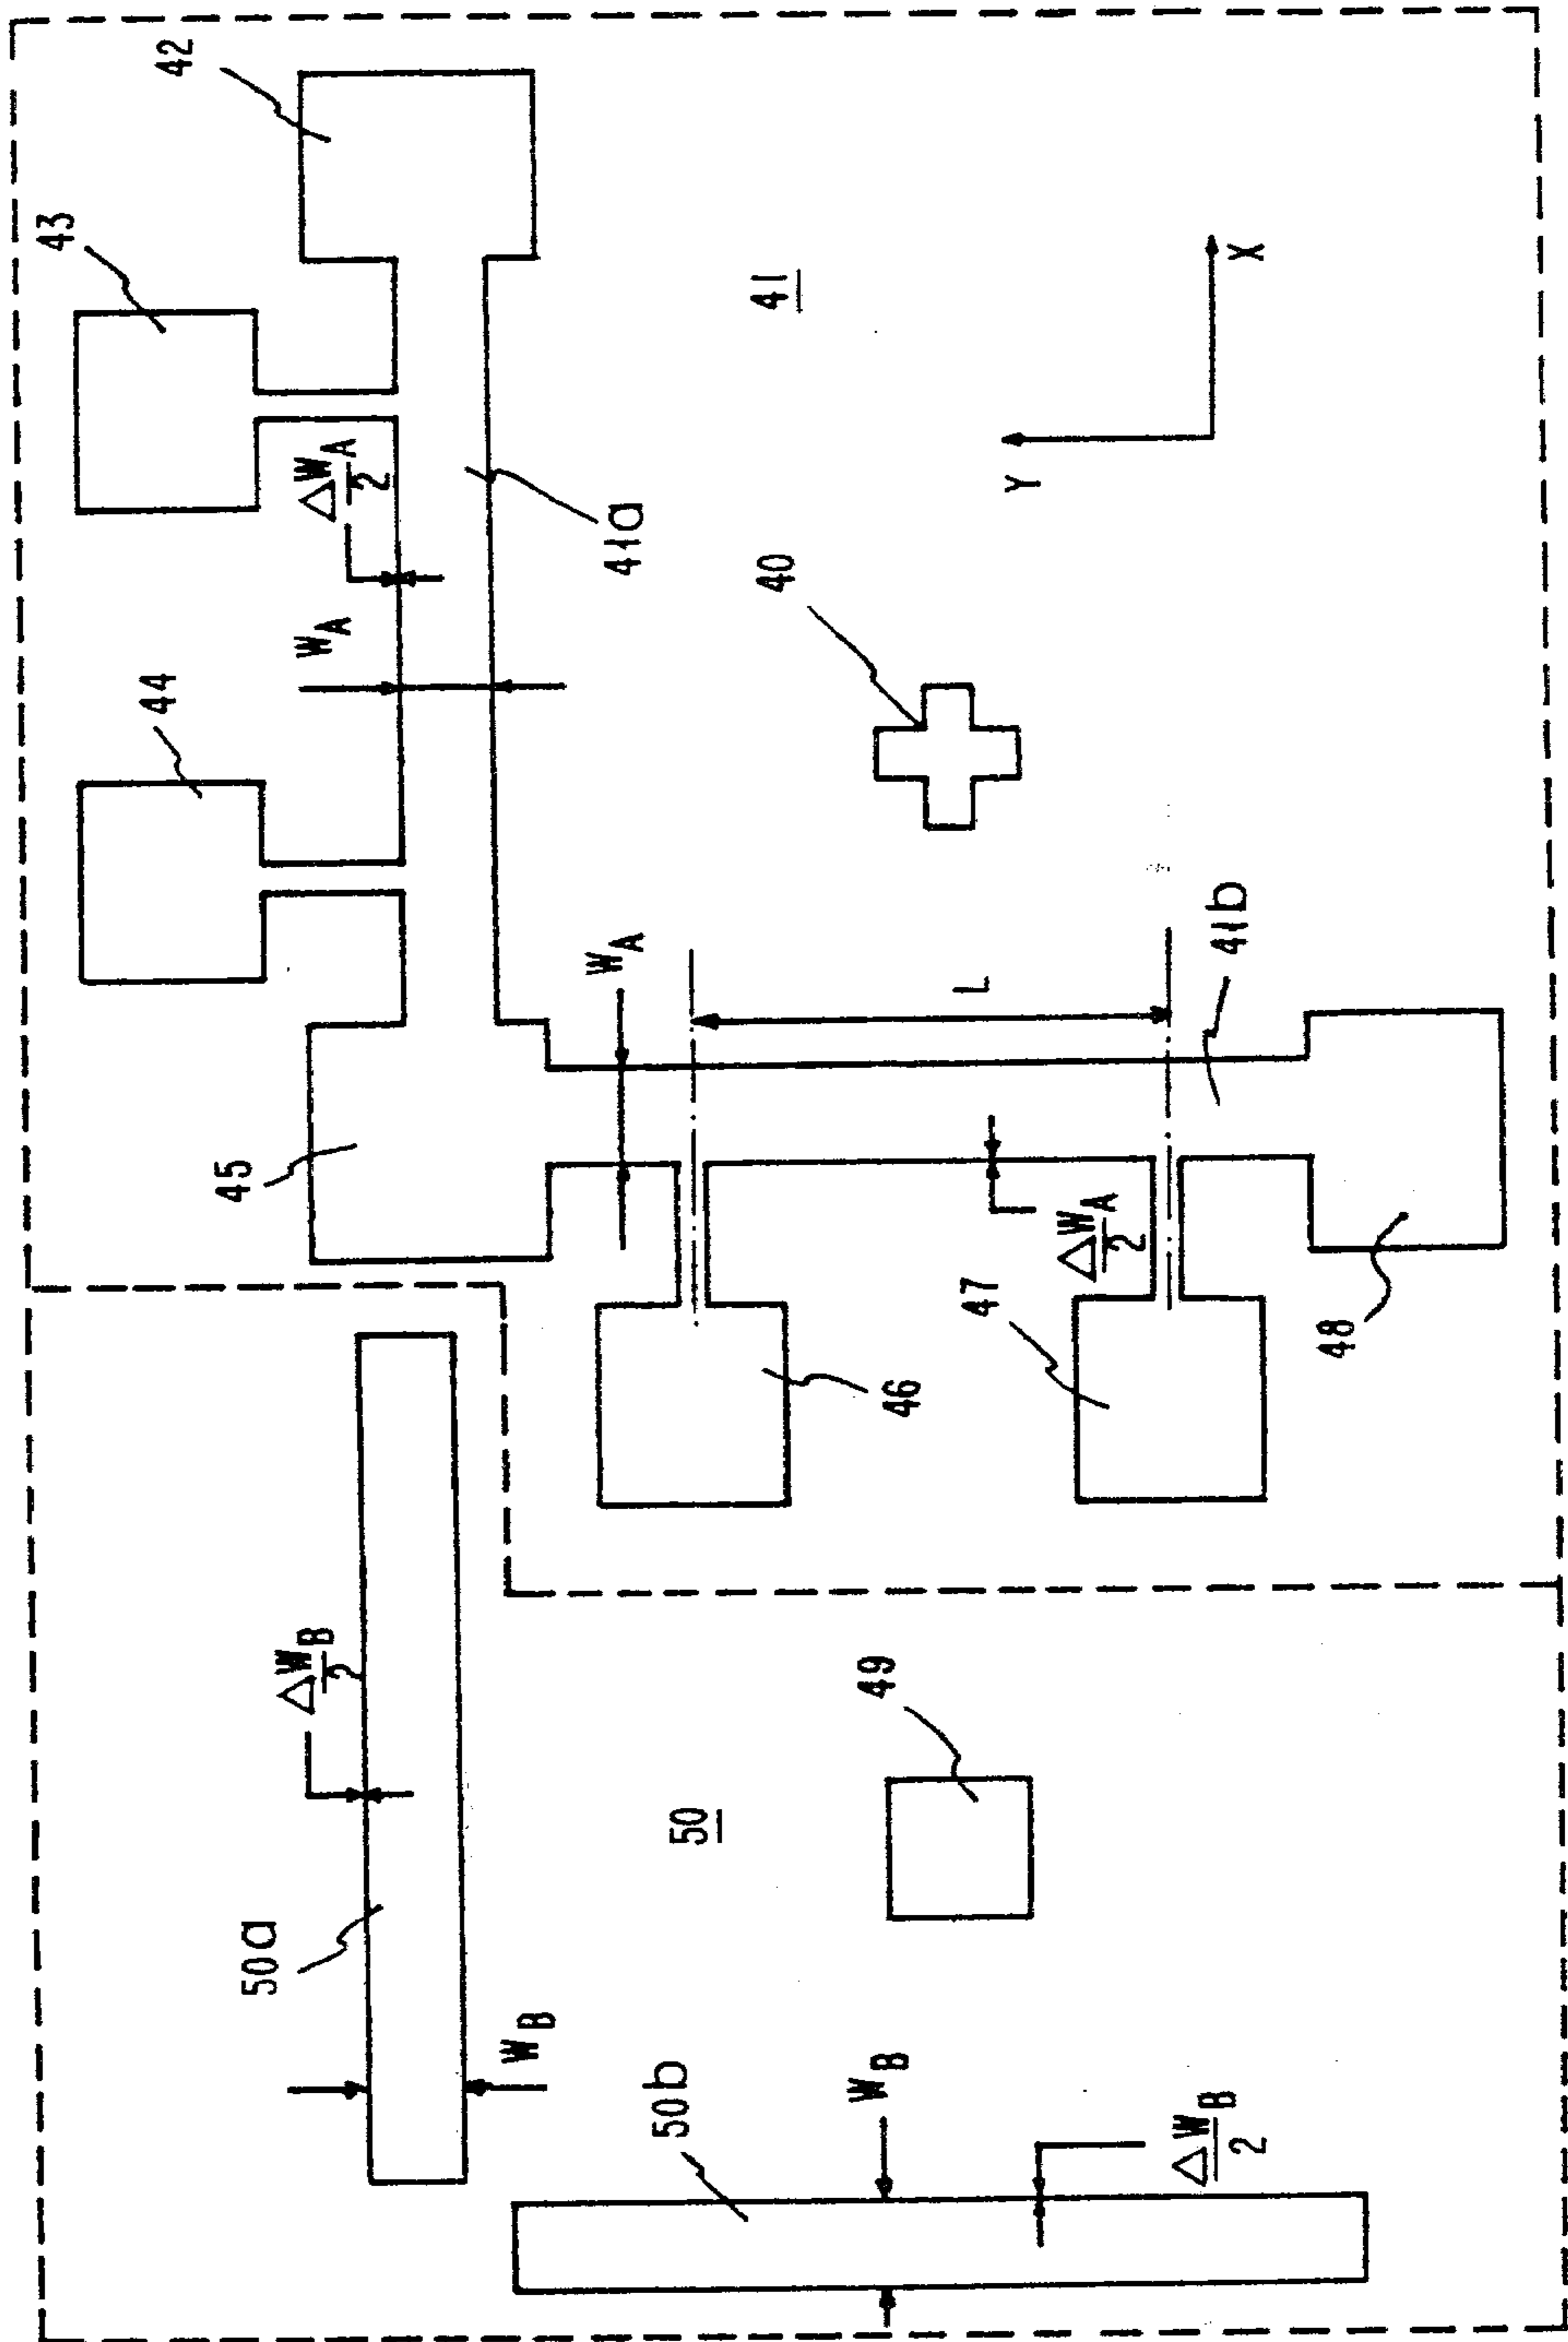 42
43
44
ΔW_A/2
W_A
41
X
Y
41a
40
W_A
L
41b
45
46
47
ΔW_A/2
48
ΔW_B/2
50a
50
49
W_B
50b
W_B
ΔW_B/2